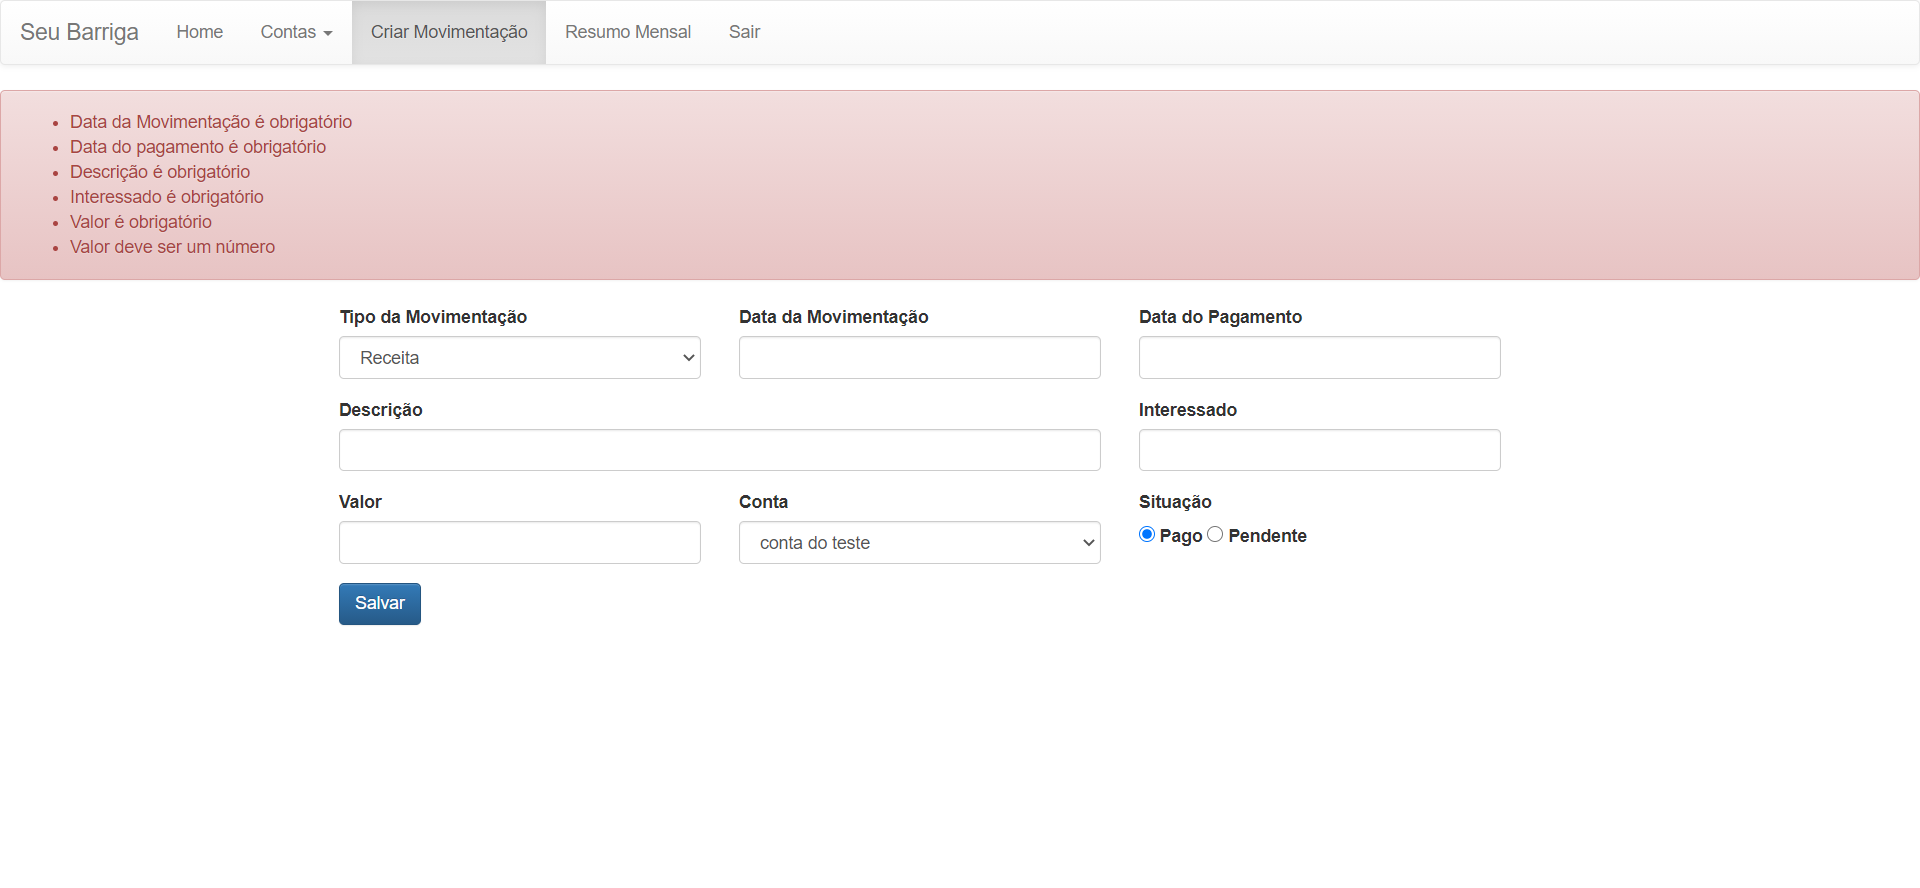 Seu Barriga Home Contas Criar Movimentação Resumo Mensal Sair
Data da Movimentação é obrigatório
Data do pagamento é obrigatório
Descrição é obrigatório
Interessado é obrigatório
Valor é obrigatório
Valor deve ser um número
Tipo da Movimentação Data da Movimentação Data do Pagamento
Receita
Descrição Interessado
Valor Conta Situação
conta do teste Pago Pendente
Salvar